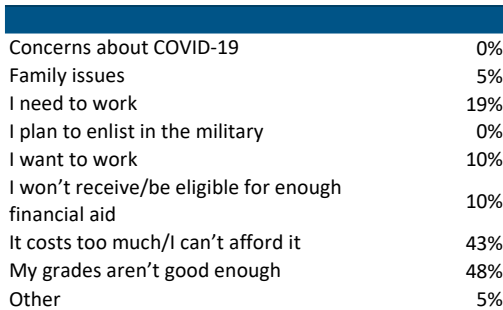 Concerns about COVID-19 0%
Family issues 5%
I need to work 19%
I plan to enlist in the military 0%
I want to work 10%
I won’t receive/be eligible for enough
financial aid 10%
It costs too much/I can’t afford it 43%
My grades aren’t good enough 48%
Other 5%